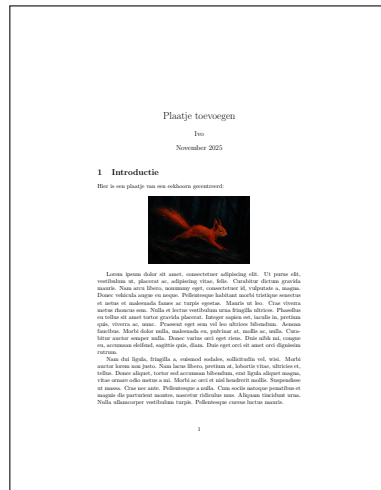 Plaatje toevoegen
Ivo
November 2025
1 Introductie
Hier is een plaatje van een eekhoorn gecentreerd:
Lorem ipsum dolor sit amet, consectetuer adipiscing elit. Ut purus elit,
vestibulum ut, placerat ac, adipiscing vitae, felis. Curabitur dictum gravida
mauris. Nam arcu libero, nonummy eget, consectetuer id, vulputate a, magna.
Donec vehicula augue eu neque. Pellentesque habitant morbi tristique senectus
et netus et malesuada fames ac turpis egestas. Mauris ut leo. Cras viverra
metus rhoncus sem. Nulla et lectus vestibulum urna fringilla ultrices. Phasellus
eu tellus sit amet tortor gravida placerat. Integer sapien est, iaculis in, pretium
quis, viverra ac, nunc. Praesent eget sem vel leo ultrices bibendum. Aenean
faucibus. Morbi dolor nulla, malesuada eu, pulvinar at, mollis ac, nulla. Cura-
bitur auctor semper nulla. Donec varius orci eget risus. Duis nibh mi, congue
eu, accumsan eleifend, sagittis quis, diam. Duis eget orci sit amet orci dignissim
rutrum.
Nam dui ligula, fringilla a, euismod sodales, sollicitudin vel, wisi. Morbi
auctor lorem non justo. Nam lacus libero, pretium at, lobortis vitae, ultricies et,
tellus. Donec aliquet, tortor sed accumsan bibendum, erat ligula aliquet magna,
vitae ornare odio metus a mi. Morbi ac orci et nisl hendrerit mollis. Suspendisse
ut massa. Cras nec ante. Pellentesque a nulla. Cum sociis natoque penatibus et
magnis dis parturient montes, nascetur ridiculus mus. Aliquam tincidunt urna.
Nulla ullamcorper vestibulum turpis. Pellentesque cursus luctus mauris.
1